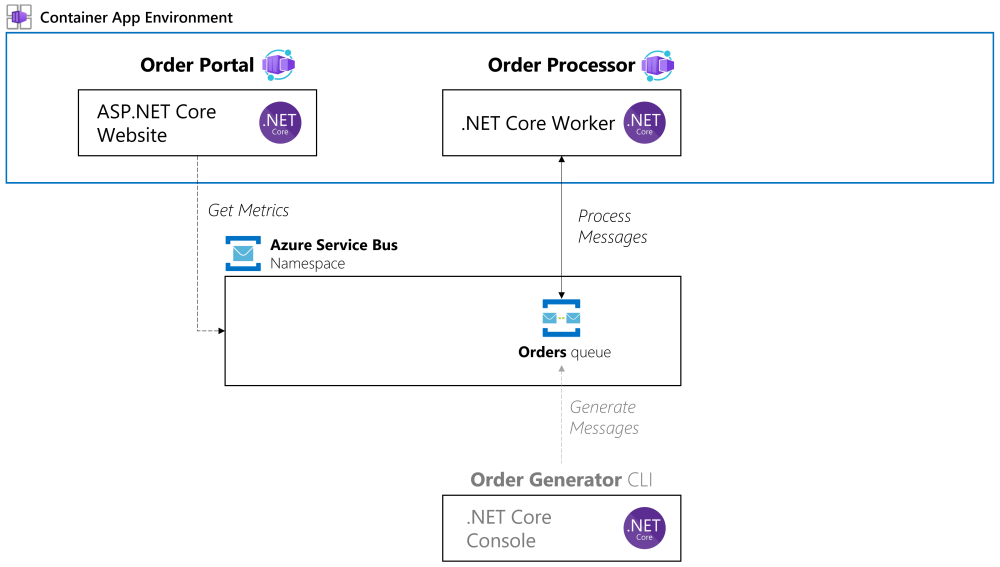 Container App Environment
Order Portal
Order Processor
ASP.NET Core
Website
.NET
Core
.NET Core Worker
.NET
Core
Get Metrics
Process
Messages
Azure Service Bus
Namespace
Orders queue
Generate
Messages
Order Generator CLI
.NET Core
Console
.NET
Core